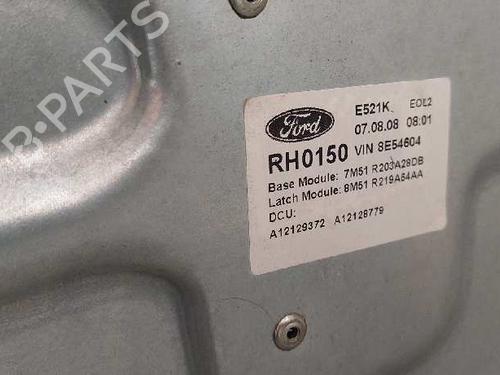 B-PARTS
Ford
E521K EOL2
07.08.08 08:01
RH0150 VIN 8E54604
Base Module: 7M51 R203A28DB
Latch Module: 8M51 R219A64AA
DCU:
A12129372 A12128779